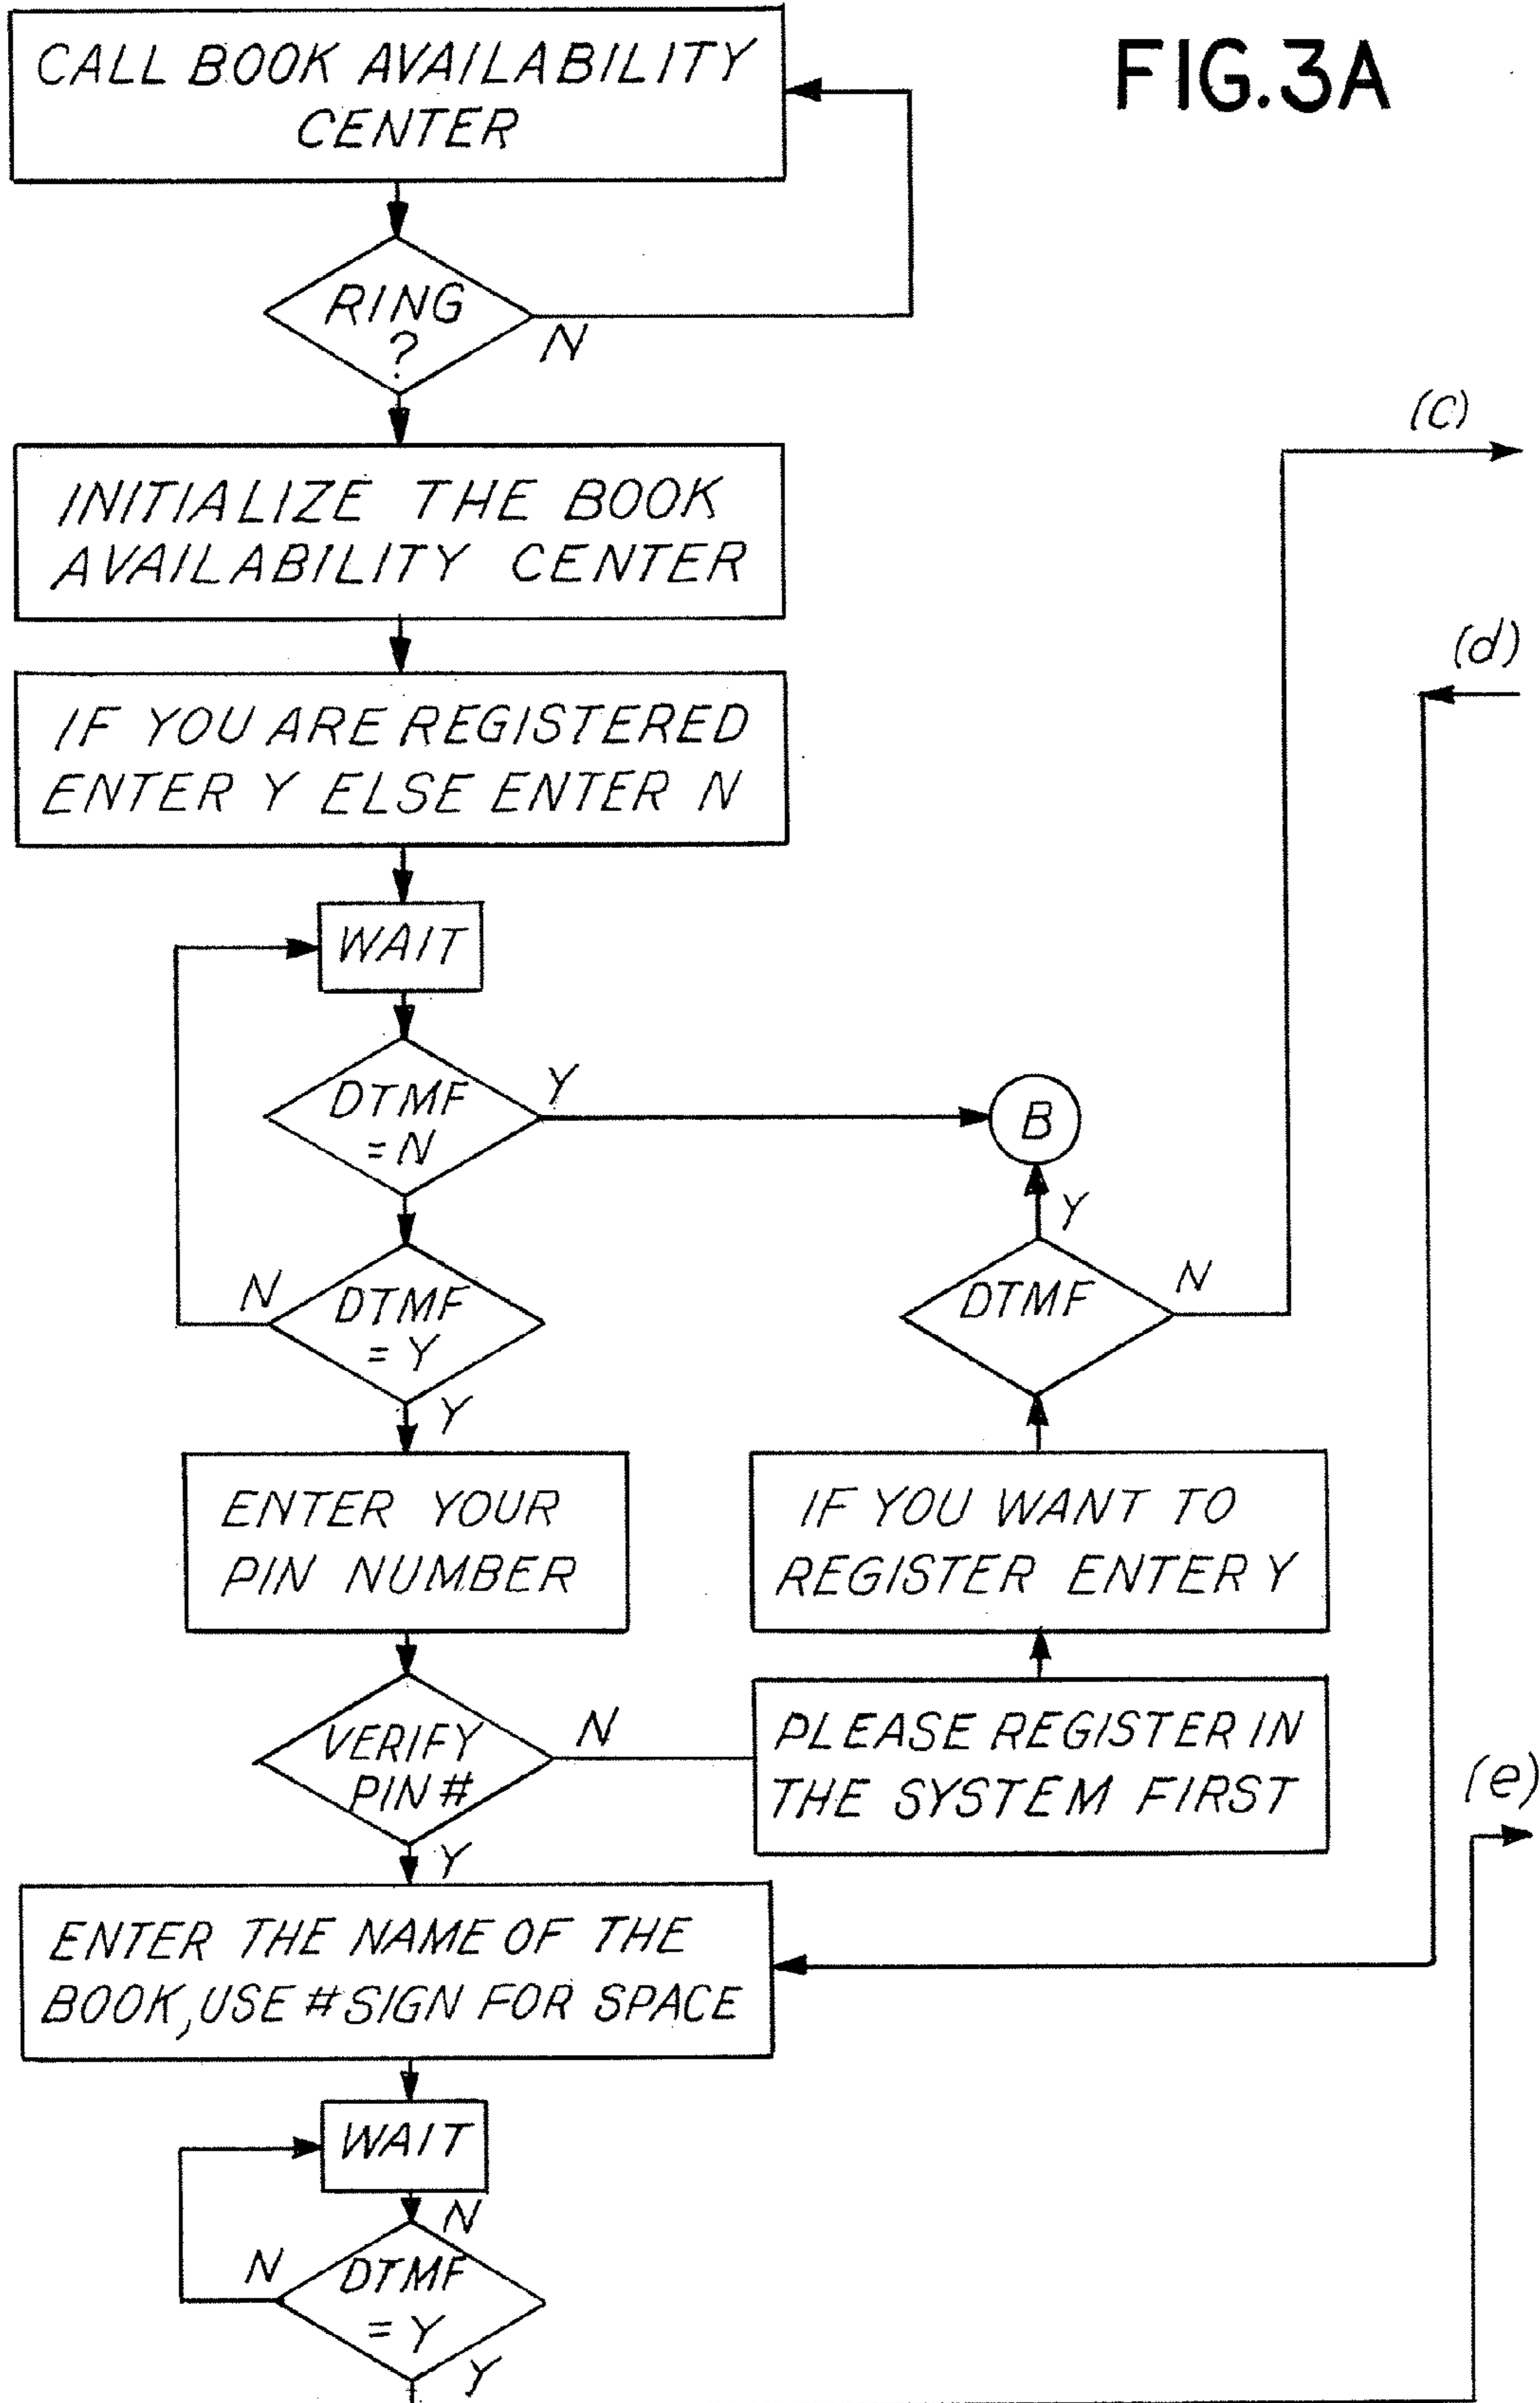 FIG.3A
CALL BOOK AVAILABILITY
CENTER
RING
?
N
INITIALIZE THE BOOK
AVAILABILITY CENTER
(c)
(d)
IF YOU ARE REGISTERED
ENTER Y ELSE ENTER N
WAIT
DTMF
=N
Y
B
Y
DTMF
N
N
DTMF
=Y
Y
ENTER YOUR
PIN NUMBER
IF YOU WANT TO
REGISTER ENTER Y
VERIFY
PIN#
N
PLEASE REGISTER IN
THE SYSTEM FIRST
(e)
Y
ENTER THE NAME OF THE
BOOK,USE #SIGN FOR SPACE
WAIT
N
N
DTMF
=Y
Y